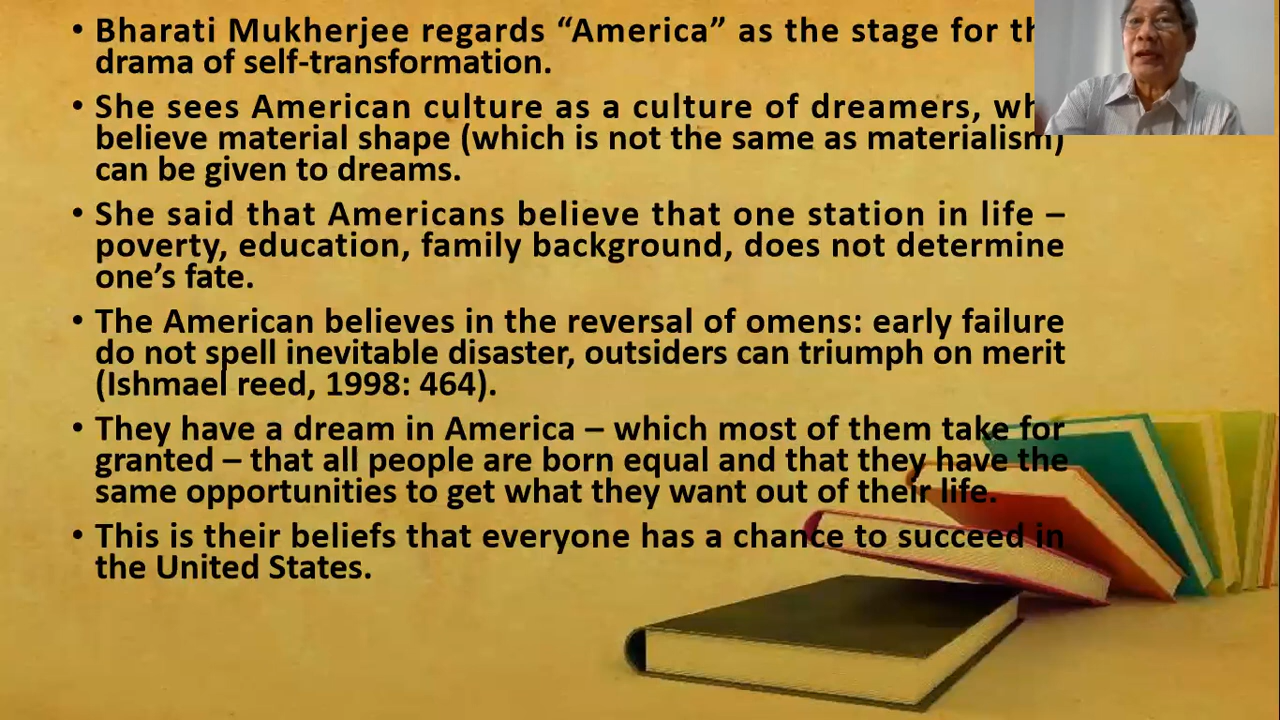 • Bharati Mukherjee regards “America” as the stage for
drama of self-transformation.
• She sees American culture as a culture of dreamers,
believe material shape (which is not the same as materialism)
can be given to dreams.
• She said that Americans believe that one station in life –
poverty, education, family background, does not determine
one’s fate.
• The American believes in the reversal of omens: early failure
do not spell inevitable disaster, outsiders can triumph on merit
(Ishmael reed, 1998: 464).
• They have a dream in America – which most of them take for
granted – that all people are born equal and that they have the
same opportunities to get what they want out of their life.
• This is their beliefs that everyone has a chance to succeed in
the United States.